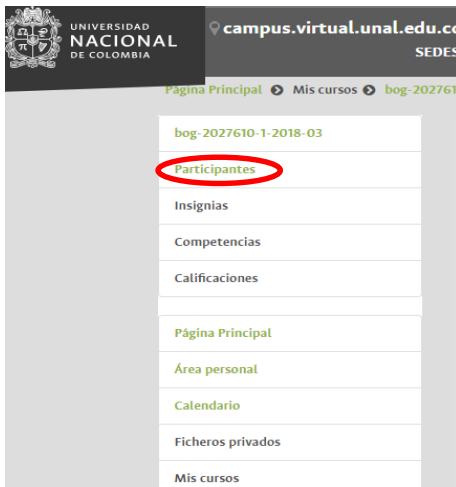 UNIVERSIDAD
NACIONAL
DE COLOMBIA
campus.virtual.unal.edu.co
SEDES
Página Principal Mis cursos bog-202761
bog-2027610-1-2018-03
Participantes
Insignias
Competencias
Calificaciones
Página Principal
Área personal
Calendario
Ficheros privados
Mis cursos